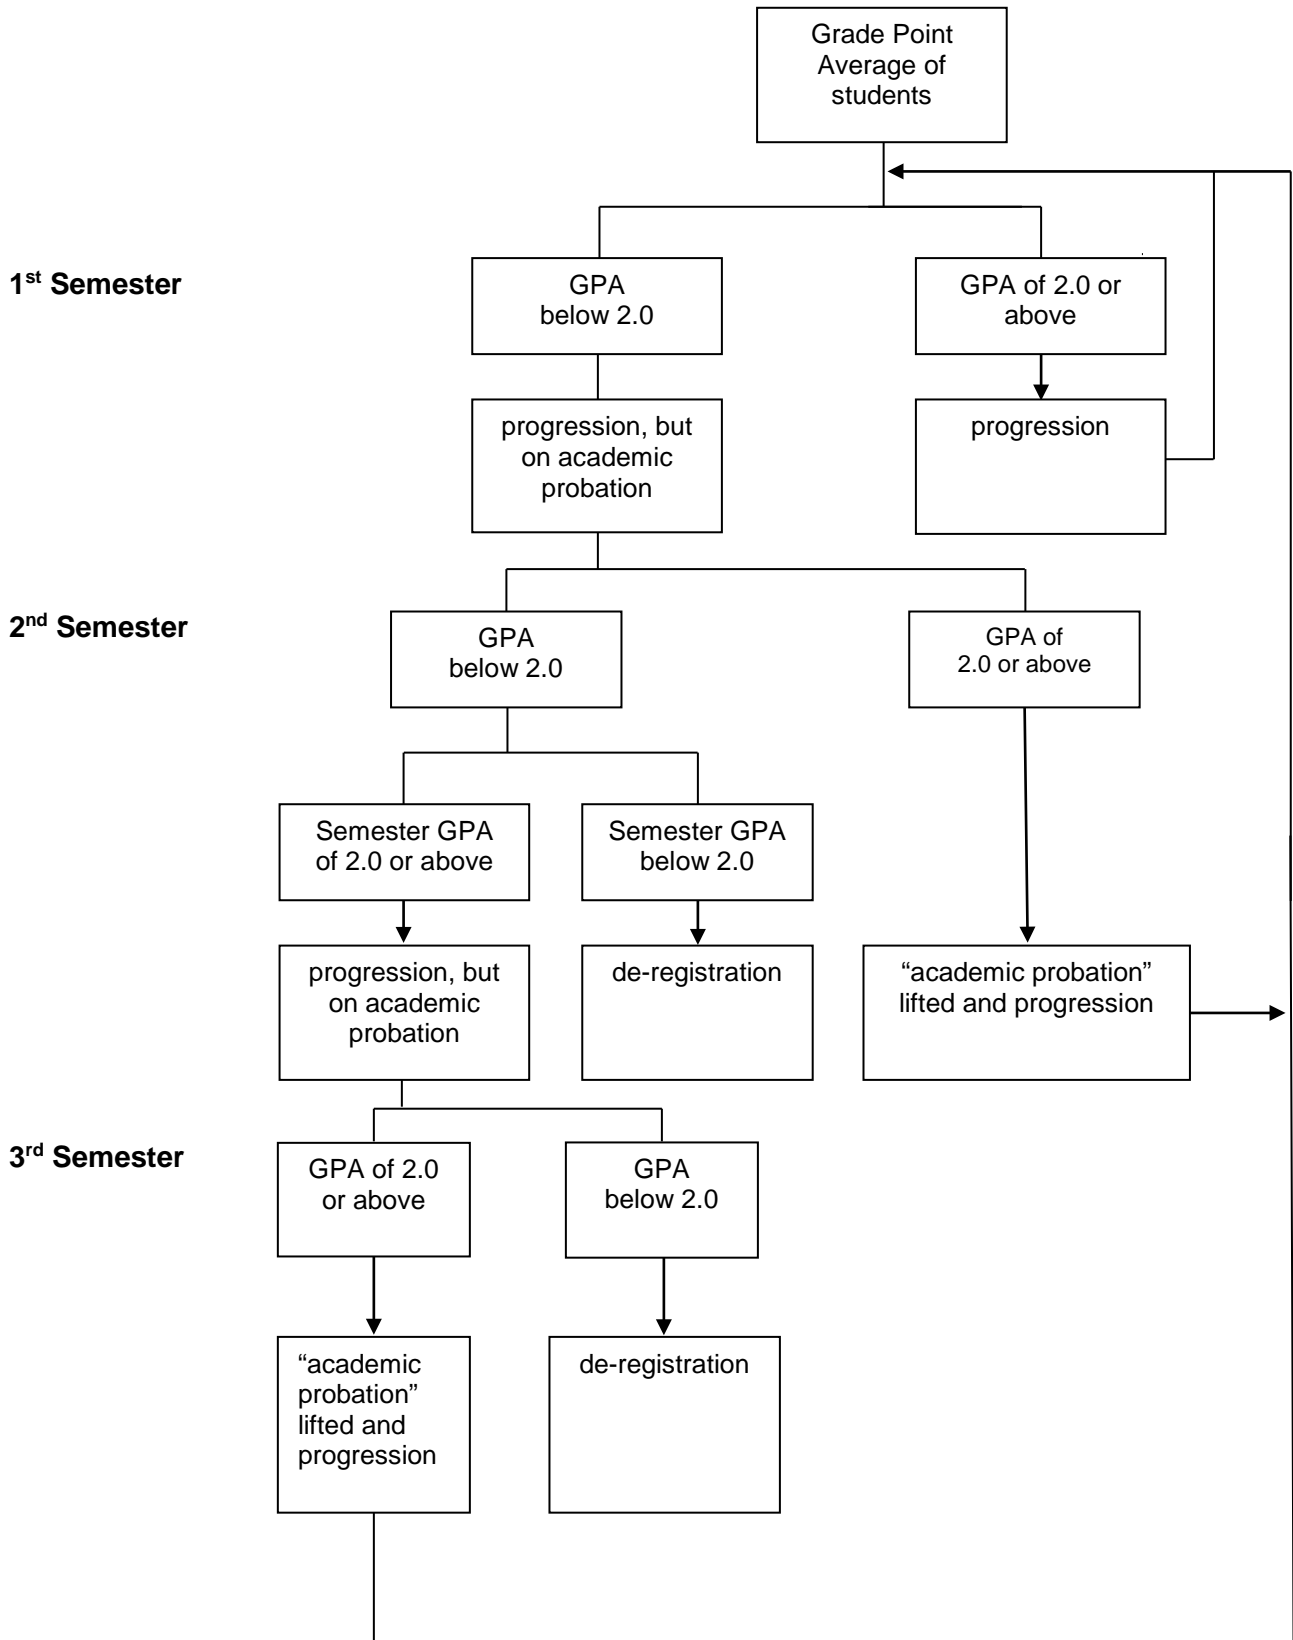 Grade Point
Average of
students
1st Semester
GPA
below 2.0
GPA of 2.0 or
above
progression, but
on academic
probation
progression
2nd Semester
GPA
below 2.0
GPA of
2.0 or above
Semester GPA
of 2.0 or above
Semester GPA
below 2.0
progression, but
on academic
probation
de-registration
“academic probation”
lifted and progression
3rd Semester
GPA of 2.0
or above
GPA
below 2.0
“academic
probation”
lifted and
progression
de-registration